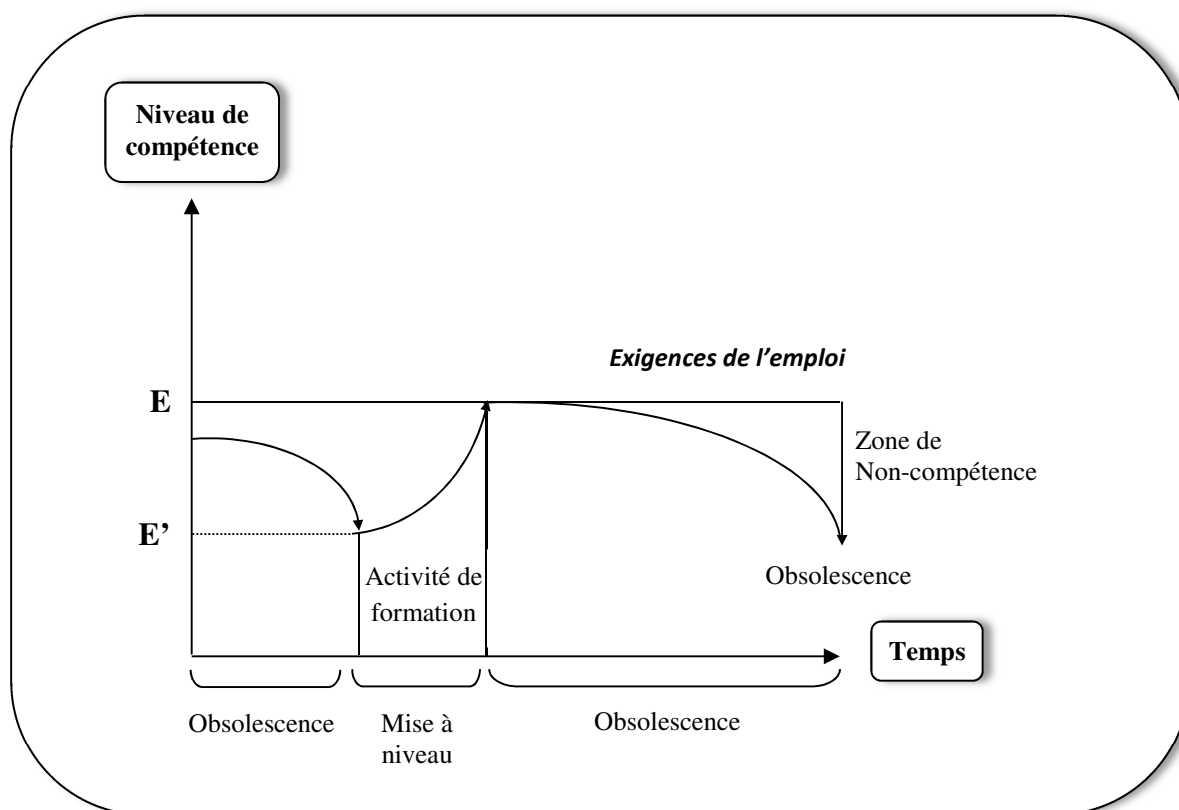 Niveau de
compétence
Exigences de l’emploi
E
Zone de
Non-compétence
E’
Activité de
formation
Obsolescence
Temps
Obsolescence
Mise à
niveau
Obsolescence